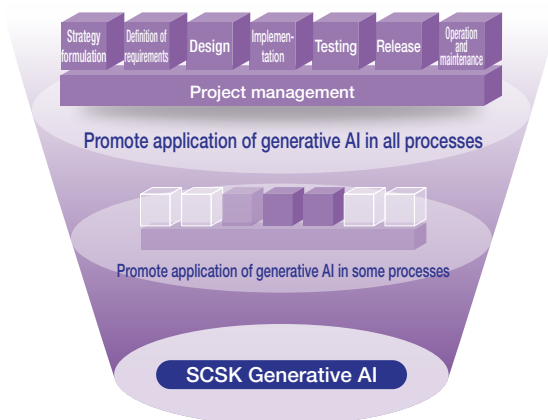 Strategy
formulation
Definition of
requirements
Design
Implemen-
tation
Testing
Release
Operation
and
maintenance
Project management
Promote application of generative AI in all processes
Promote application of generative AI in some processes
SCSK Generative AI